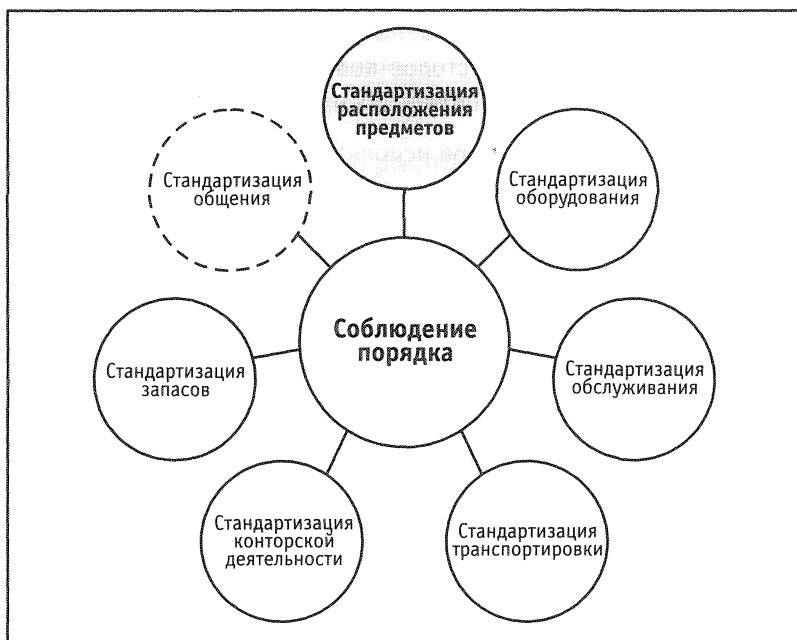 Стандартизация
расположения
предметов
Стандартизация
общения
Стандартизация
оборудования
Соблюдение
порядка
Стандартизация
запасов
Стандартизация
обслуживания
Стандартизация
конторской
деятельности
Стандартизация
транспортировки